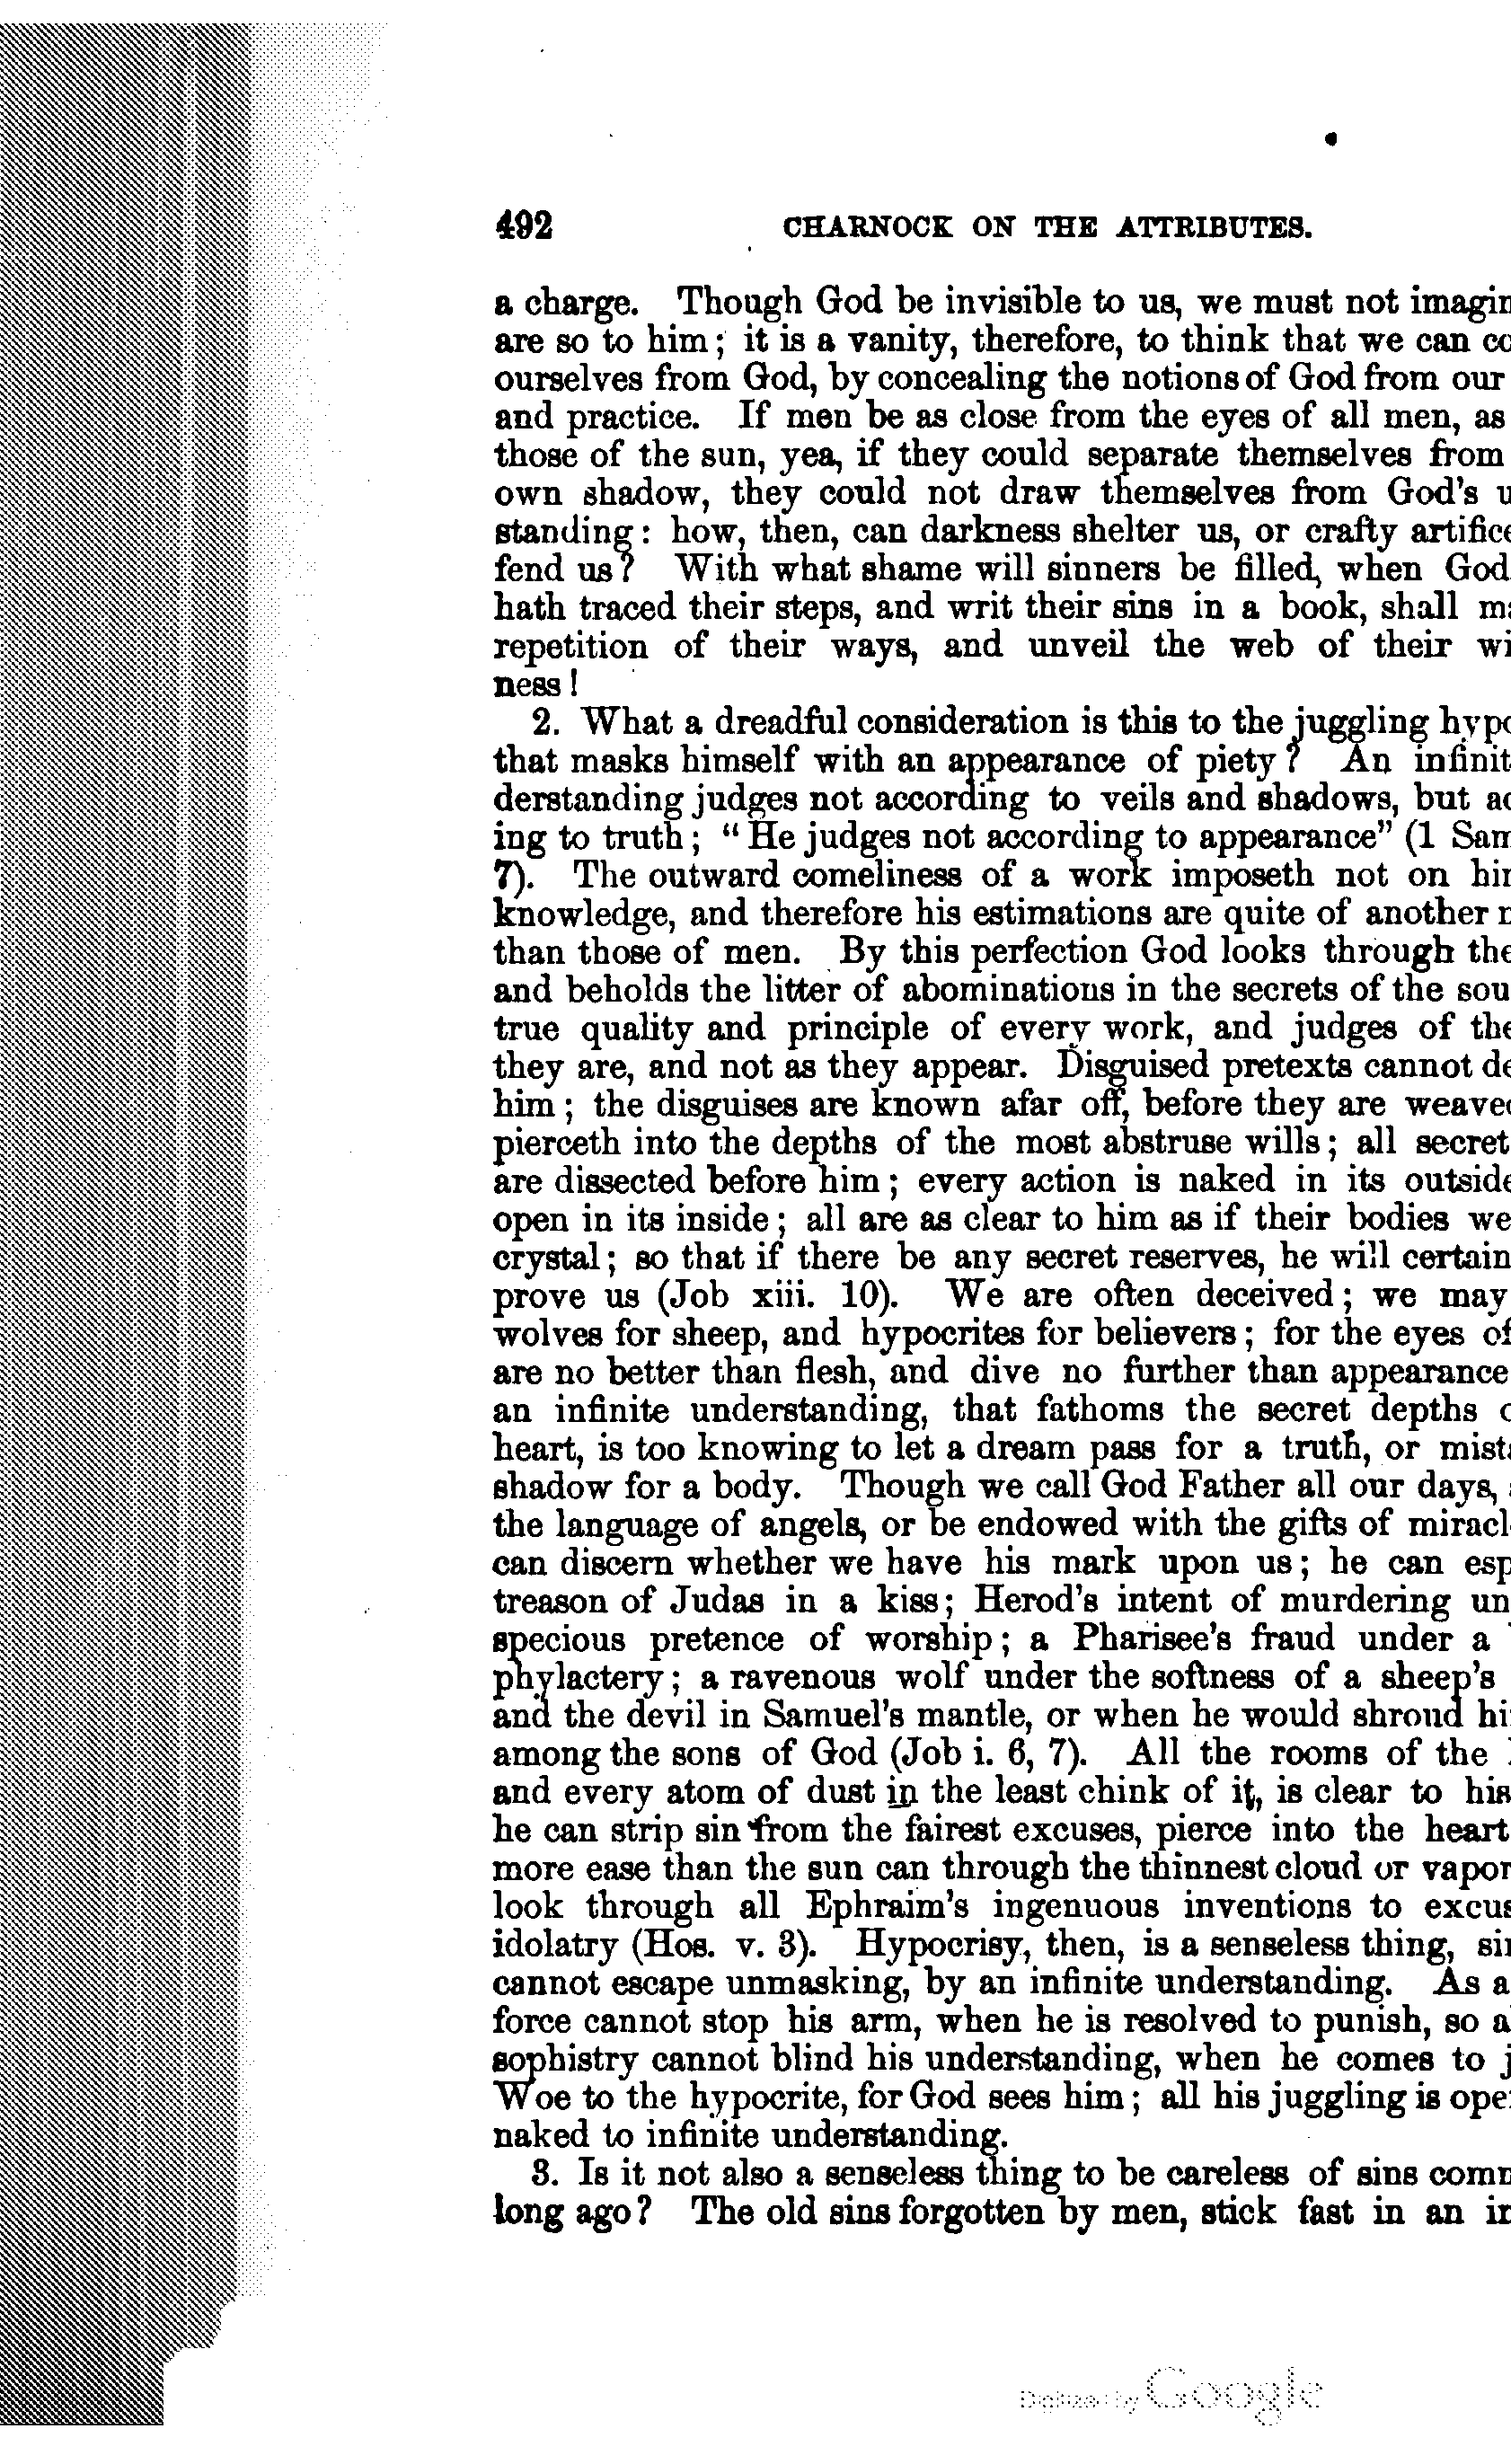 492 CHARNOCK ON THE ATTRIBUTES.
a charge. Though God be invisible to us, we must not imagin
are so to him; it is a vanity, therefore, to think that we can co
ourselves from God, by concealing the notions of God from our
and practice. If men be as close from the eyes of all men, as
those of the sun, yea, if they could separate themselves from
own shadow, they could not draw themselves from God's u
standing: how, then, can darkness shelter us, or crafty artific
fend us? With what shame will sinners be filled, when God
hath traced their steps, and writ their sins in a book, shall ma
repetition of their ways, and unveil the web of their wi
ness!
2. What a dreadful consideration is this to the juggling hypo
that masks himself with an appearance of piety? An infinit
derstanding judges not according to veils and shadows, but ac
ing to truth; "He judges not according to appearance" (1 Sam
7). The outward comeliness of a work imposeth not on him
knowledge, and therefore his estimations are quite of another
than those of men. By this perfection God looks through the
and beholds the litter of abominations in the secrets of the sou
true quality and principle of every work, and judges of the
they are, and not as they appear. Disguised pretexts cannot de
him; the disguises are known afar off, before they are weave
pierceth into the depths of the most abstruse wills; all secret
are dissected before him; every action is naked in its outside
open in its inside; all are as clear to him as if their bodies we
crystal; so that if there be any secret reserves, he will certain
prove us (Job xiii. 10). We are often deceived; we may
wolves for sheep, and hypocrites for believers; for the eyes of
are no better than flesh, and dive no further than appearance
an infinite understanding, that fathoms the secret depths o
heart, is too knowing to let a dream pass for a truth, or mista
shadow for a body. Though we call God Father all our days,
the language of angels, or be endowed with the gifts of miracl
can discern whether we have his mark upon us; he can esp
treason of Judas in a kiss; Herod's intent of murdering un
specious pretence of worship; a Pharisee's fraud under a
phylactery; a ravenous wolf under the softness of a sheep's
and the devil in Samuel's mantle, or when he would shroud hi
among the sons of God (Job i. 6, 7). All the rooms of the
and every atom of dust in the least chink of it, is clear to his
he can strip sin from the fairest excuses, pierce into the heart
more ease than the sun can through the thinnest cloud or vapor
look through all Ephraim's ingenuous inventions to excus
idolatry (Hos. v. 3). Hypocrisy, then, is a senseless thing, sin
cannot escape unmasking, by an infinite understanding. As a
force cannot stop his arm, when he is resolved to punish, so a
sophistry cannot blind his understanding, when he comes to j
Woe to the hypocrite, for God sees him; all his juggling is ope
naked to infinite understanding.
3. Is it not also a senseless thing to be careless of sins comm
long ago? The old sins forgotten by men, stick fast in an in
Digitized by Google